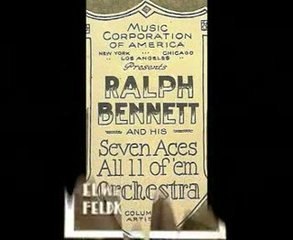 MUSIC
CORPORATION
OF AMERICA
NEW YORK CHICAGO
LOS ANGELES
Presents
RALPH
BENNETT
AND HIS
Seven Aces
All 11 of 'em
Orchestra
FELIX